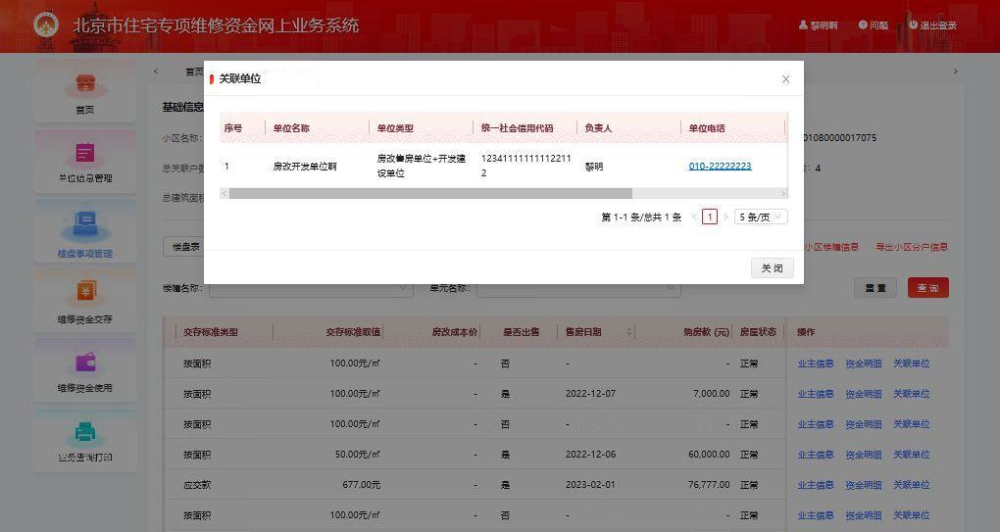 北京市住宅专项维修资金网上业务系统
黎明啊
问题
退出登录
首页
首页
单位信息管理
楼盘事项管理
维修资金交存
维修资金使用
业务查询打印
关联单位
序号 单位名称 单位类型 统一社会信用代码 负责人 单位电话
1 房改开发单位啊 房改售房单位+开发建设单位 123411111111122112 黎明 010-22222223
第 1-1 条/总共 1 条 1 5 条/页
关 闭
基础信息
小区名称: 01080000017075
总关联户数 : 4
总建筑面积
楼盘表 小区楼幢信息 导出小区分户信息
楼幢名称: 单元名称: 重 置 查 询
交存标准类型 交存标准取值 房改成本价 是否出售 售房日期 购房款 (元) 房屋状态 操作
按面积 100.00元/㎡ - 否 - - 正常 业主信息 资金明细 关联单位
按面积 100.00元/㎡ - 是 2022-12-07 7,000.00 正常 业主信息 资金明细 关联单位
按面积 100.00元/㎡ - 否 - - 正常 业主信息 资金明细 关联单位
按面积 50.00元/㎡ - 是 2022-12-06 60,000.00 正常 业主信息 资金明细 关联单位
应交款 677.00元 - 是 2023-02-01 76,777.00 正常 业主信息 资金明细 关联单位
按面积 100.00元/㎡ - 否 - - 正常 业主信息 资金明细 关联单位